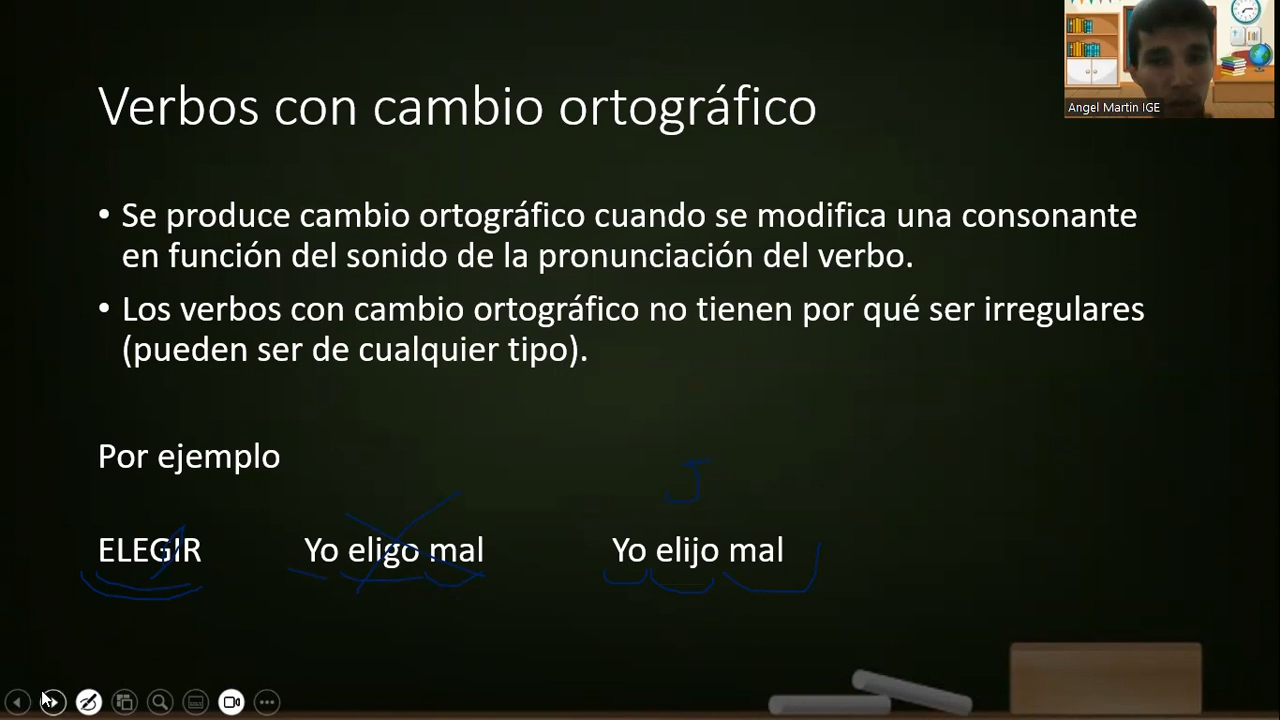 Angel Martin IGE
Verbos con cambio ortográfico
• Se produce cambio ortográfico cuando se modifica una consonante
en función del sonido de la pronunciación del verbo.
• Los verbos con cambio ortográfico no tienen por qué ser irregulares
(pueden ser de cualquier tipo).
Por ejemplo
J
ELEGIR Yo eligo mal Yo elijo mal